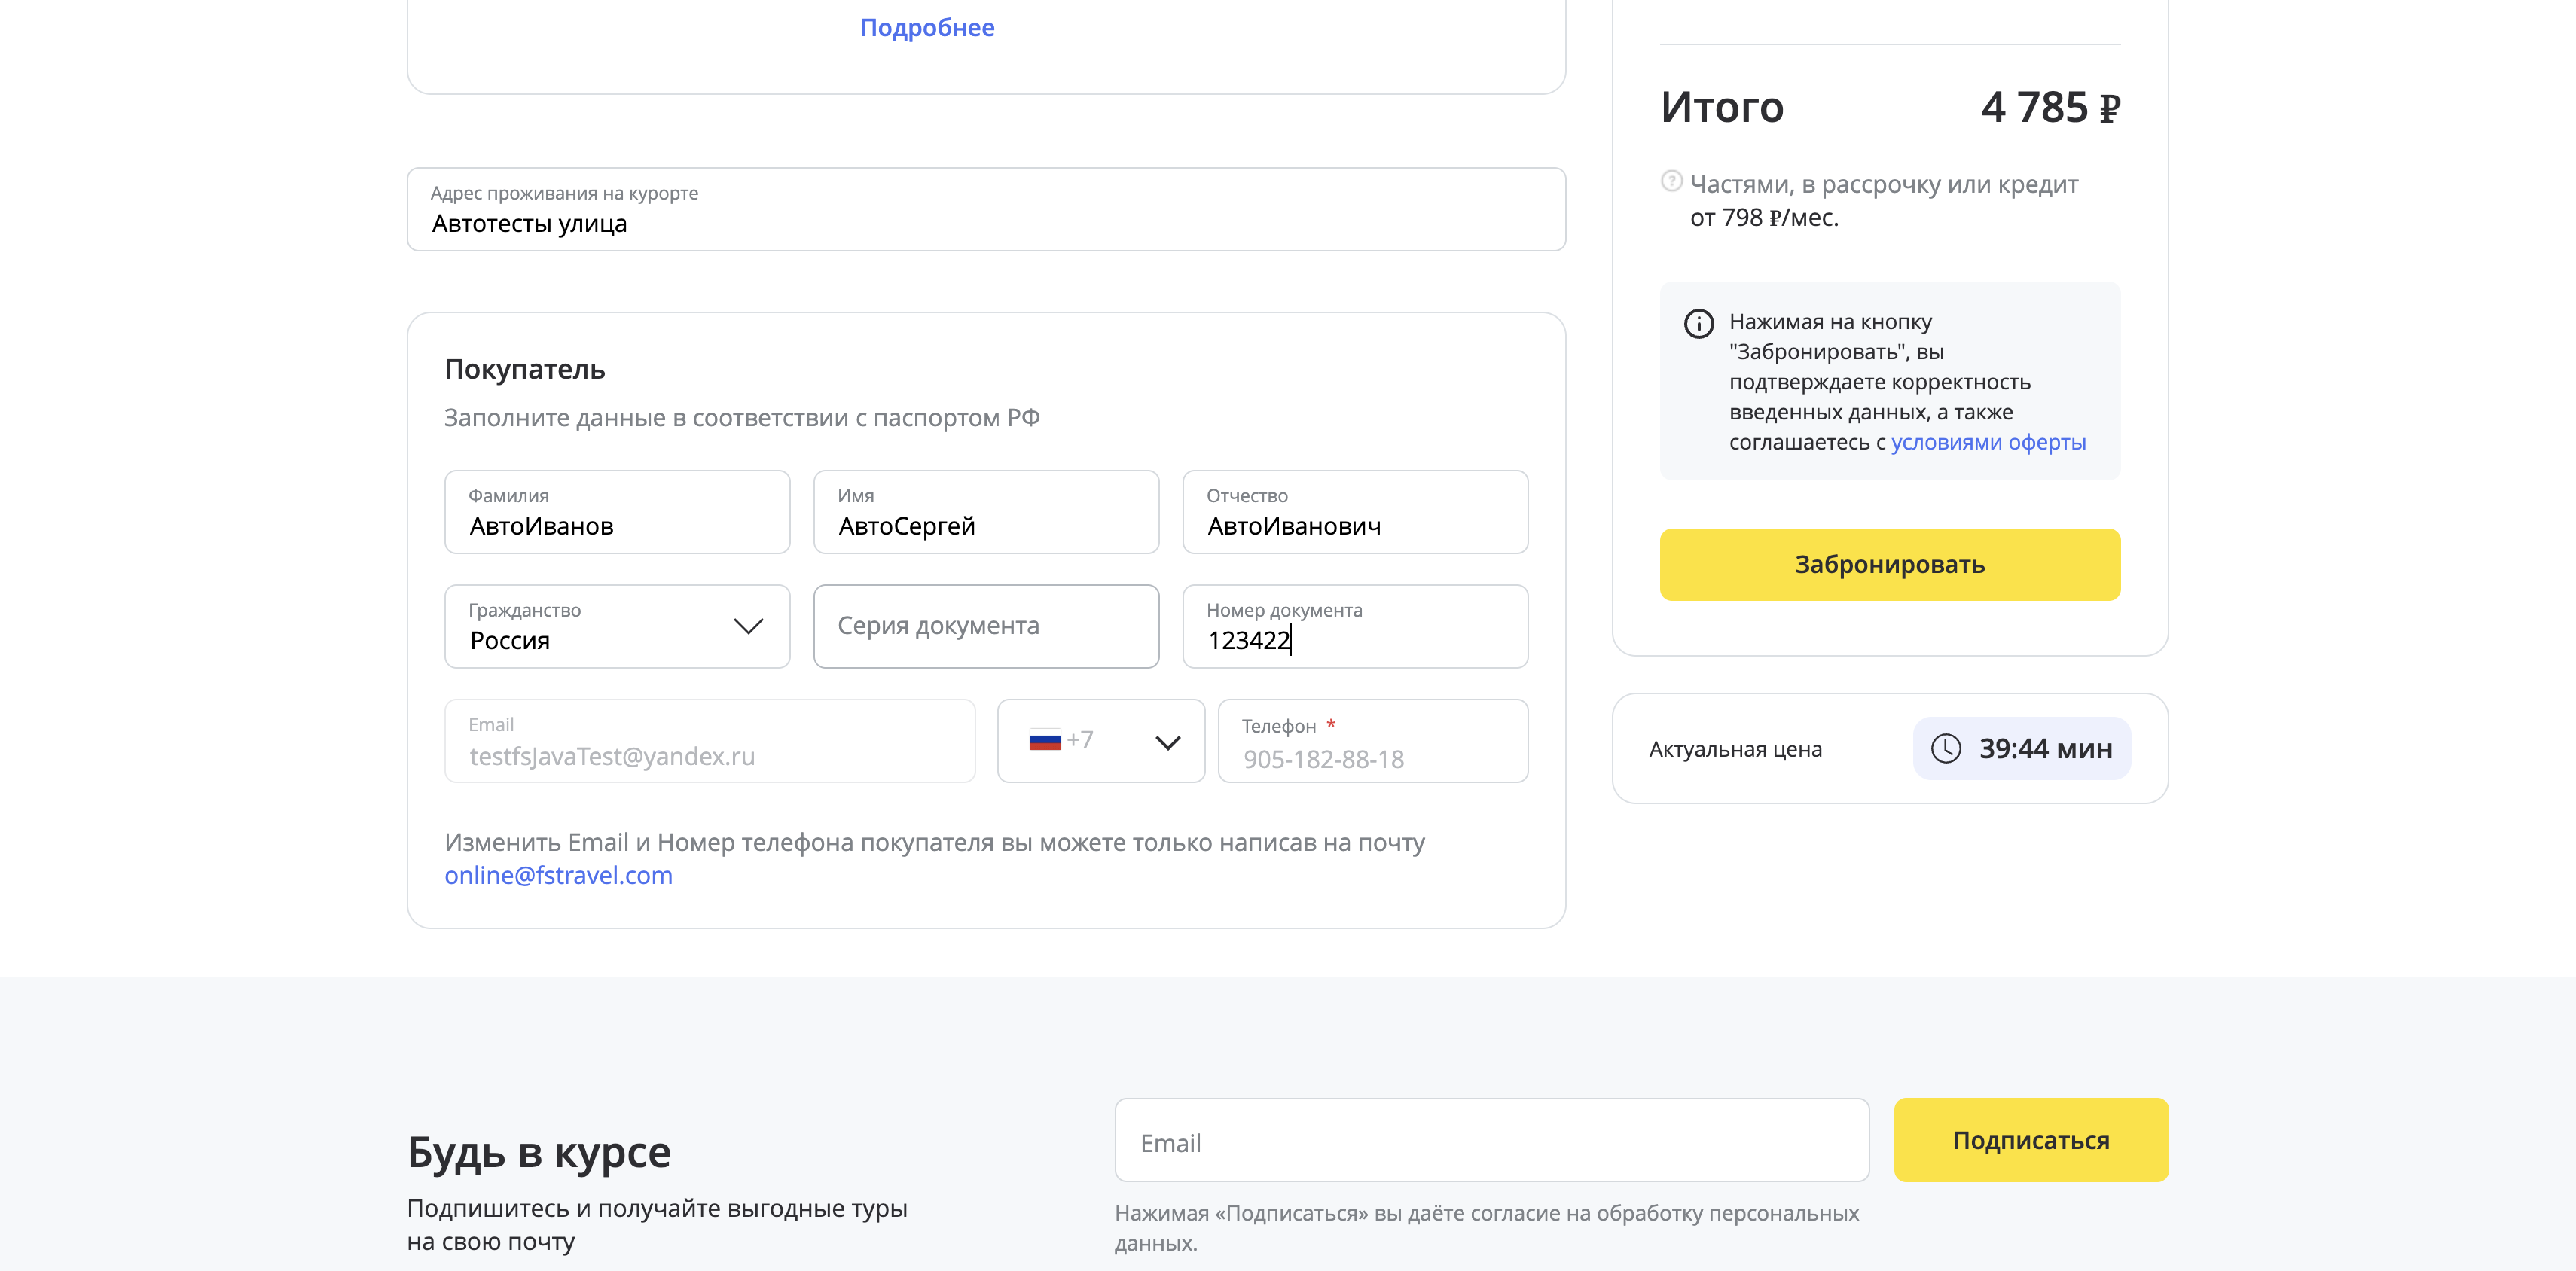 Подробнее
Адрес проживания на курорте
Автотесты улица
Покупатель
Заполните данные в соответствии с паспортом РФ
Фамилия
АвтоИванов
Имя
АвтоСергей
Отчество
АвтоИванович
Гражданство
Россия
Серия документа
Номер документа
123422
Email
testfsJavaTest@yandex.ru
+7
Телефон *
905-182-88-18
Изменить Email и Номер телефона покупателя вы можете только написав на почту
online@fstravel.com
Итого 4 785 ₽
Частями, в рассрочку или кредит
от 798 ₽/мес.
Нажимая на кнопку
"Забронировать", вы
подтверждаете корректность
введенных данных, а также
соглашаетесь с условиями оферты
Забронировать
Актуальная цена 39:44 мин
Будь в курсе
Подпишитесь и получайте выгодные туры
на свою почту
Email
Подписаться
Нажимая «Подписаться» вы даёте согласие на обработку персональных
данных.